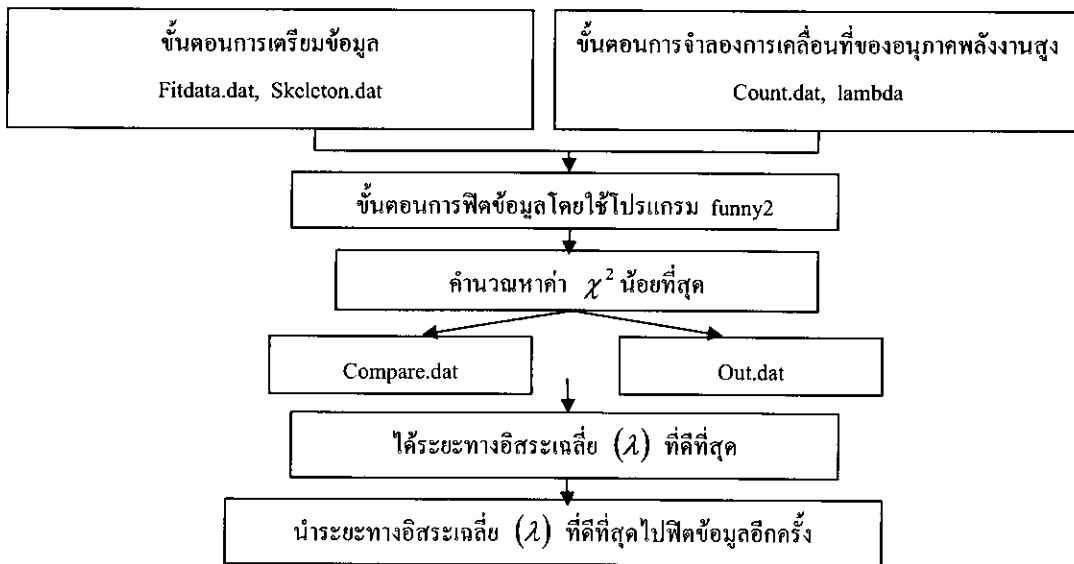 ขั้นตอนการเตรียมข้อมูล
Fitdata.dat, Skeleton.dat
ขั้นตอนการจำลองการเคลื่อนที่ของอนุภาคพลังงานสูง
Count.dat, lambda
ขั้นตอนการฟิตข้อมูลโดยใช้โปรแกรม funny2
คำนวณหาค่า χ² น้อยที่สุด
Compare.dat
Out.dat
ได้ระยะทางอิสระเฉลี่ย (λ) ที่ดีที่สุด
นำระยะทางอิสระเฉลี่ย (λ) ที่ดีที่สุดไปฟิตข้อมูลอีกครั้ง